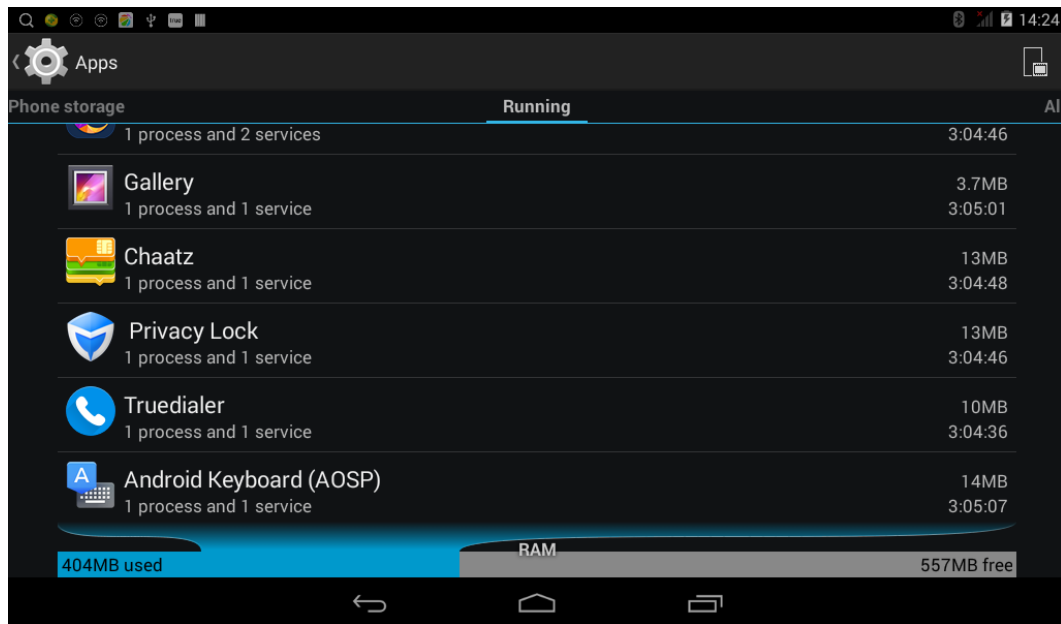 14:24
Apps
Phone storage
Running
Al
1 process and 2 services
3:04:46
Gallery
3.7MB
1 process and 1 service
3:05:01
Chaatz
13MB
1 process and 1 service
3:04:48
Privacy Lock
13MB
1 process and 1 service
3:04:46
Truedialer
10MB
1 process and 1 service
3:04:36
A
Android Keyboard (AOSP)
14MB
1 process and 1 service
3:05:07
RAM
404MB used
557MB free